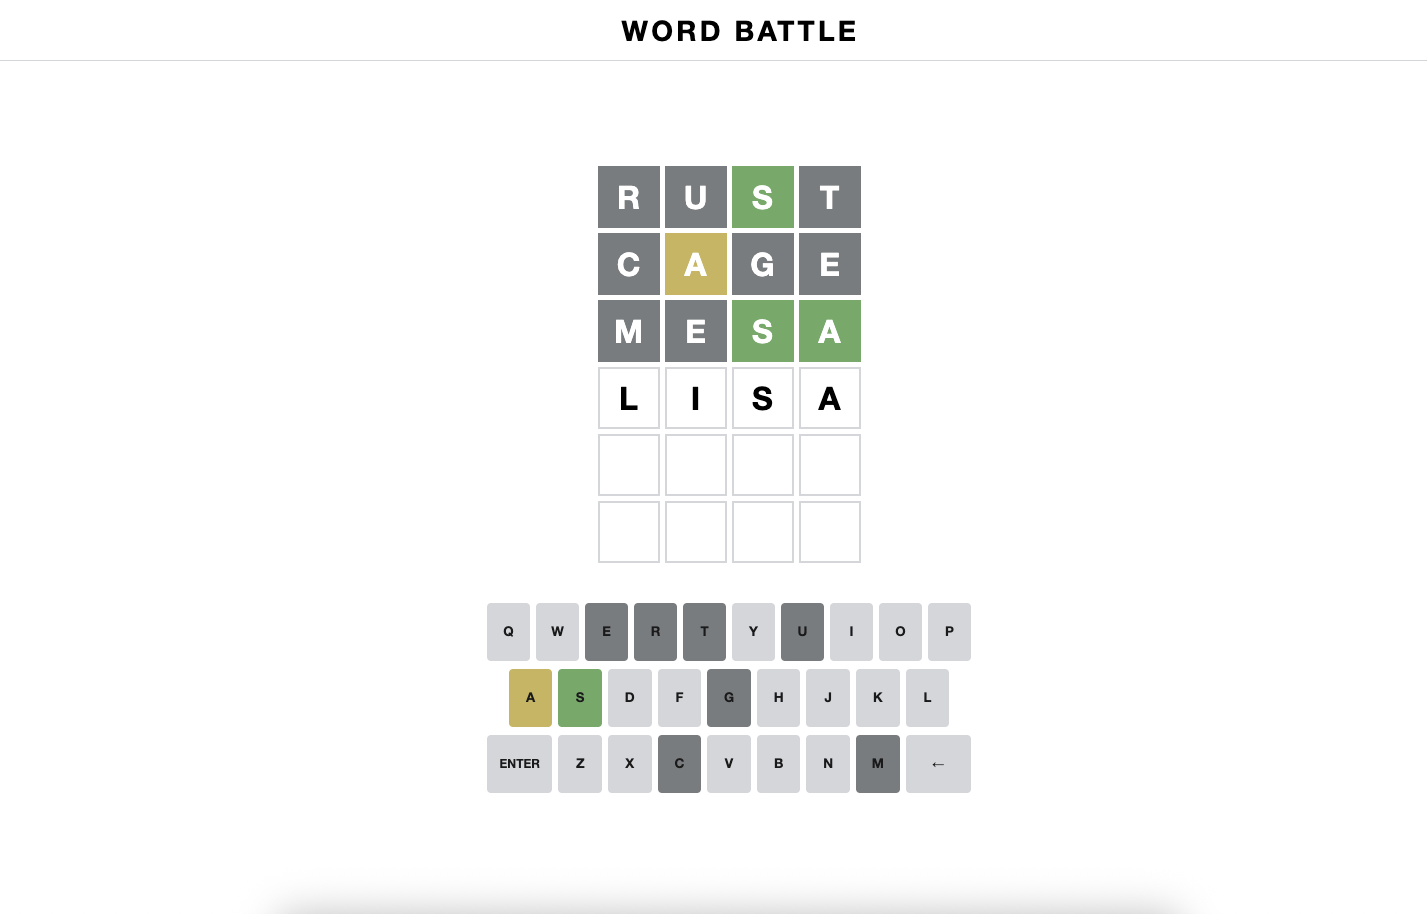 WORD BATTLE
R U S T
C A G E
M E S A
L I S A
Q W E R T Y U I O P
A S D F G H J K L
ENTER Z X C V B N M ←